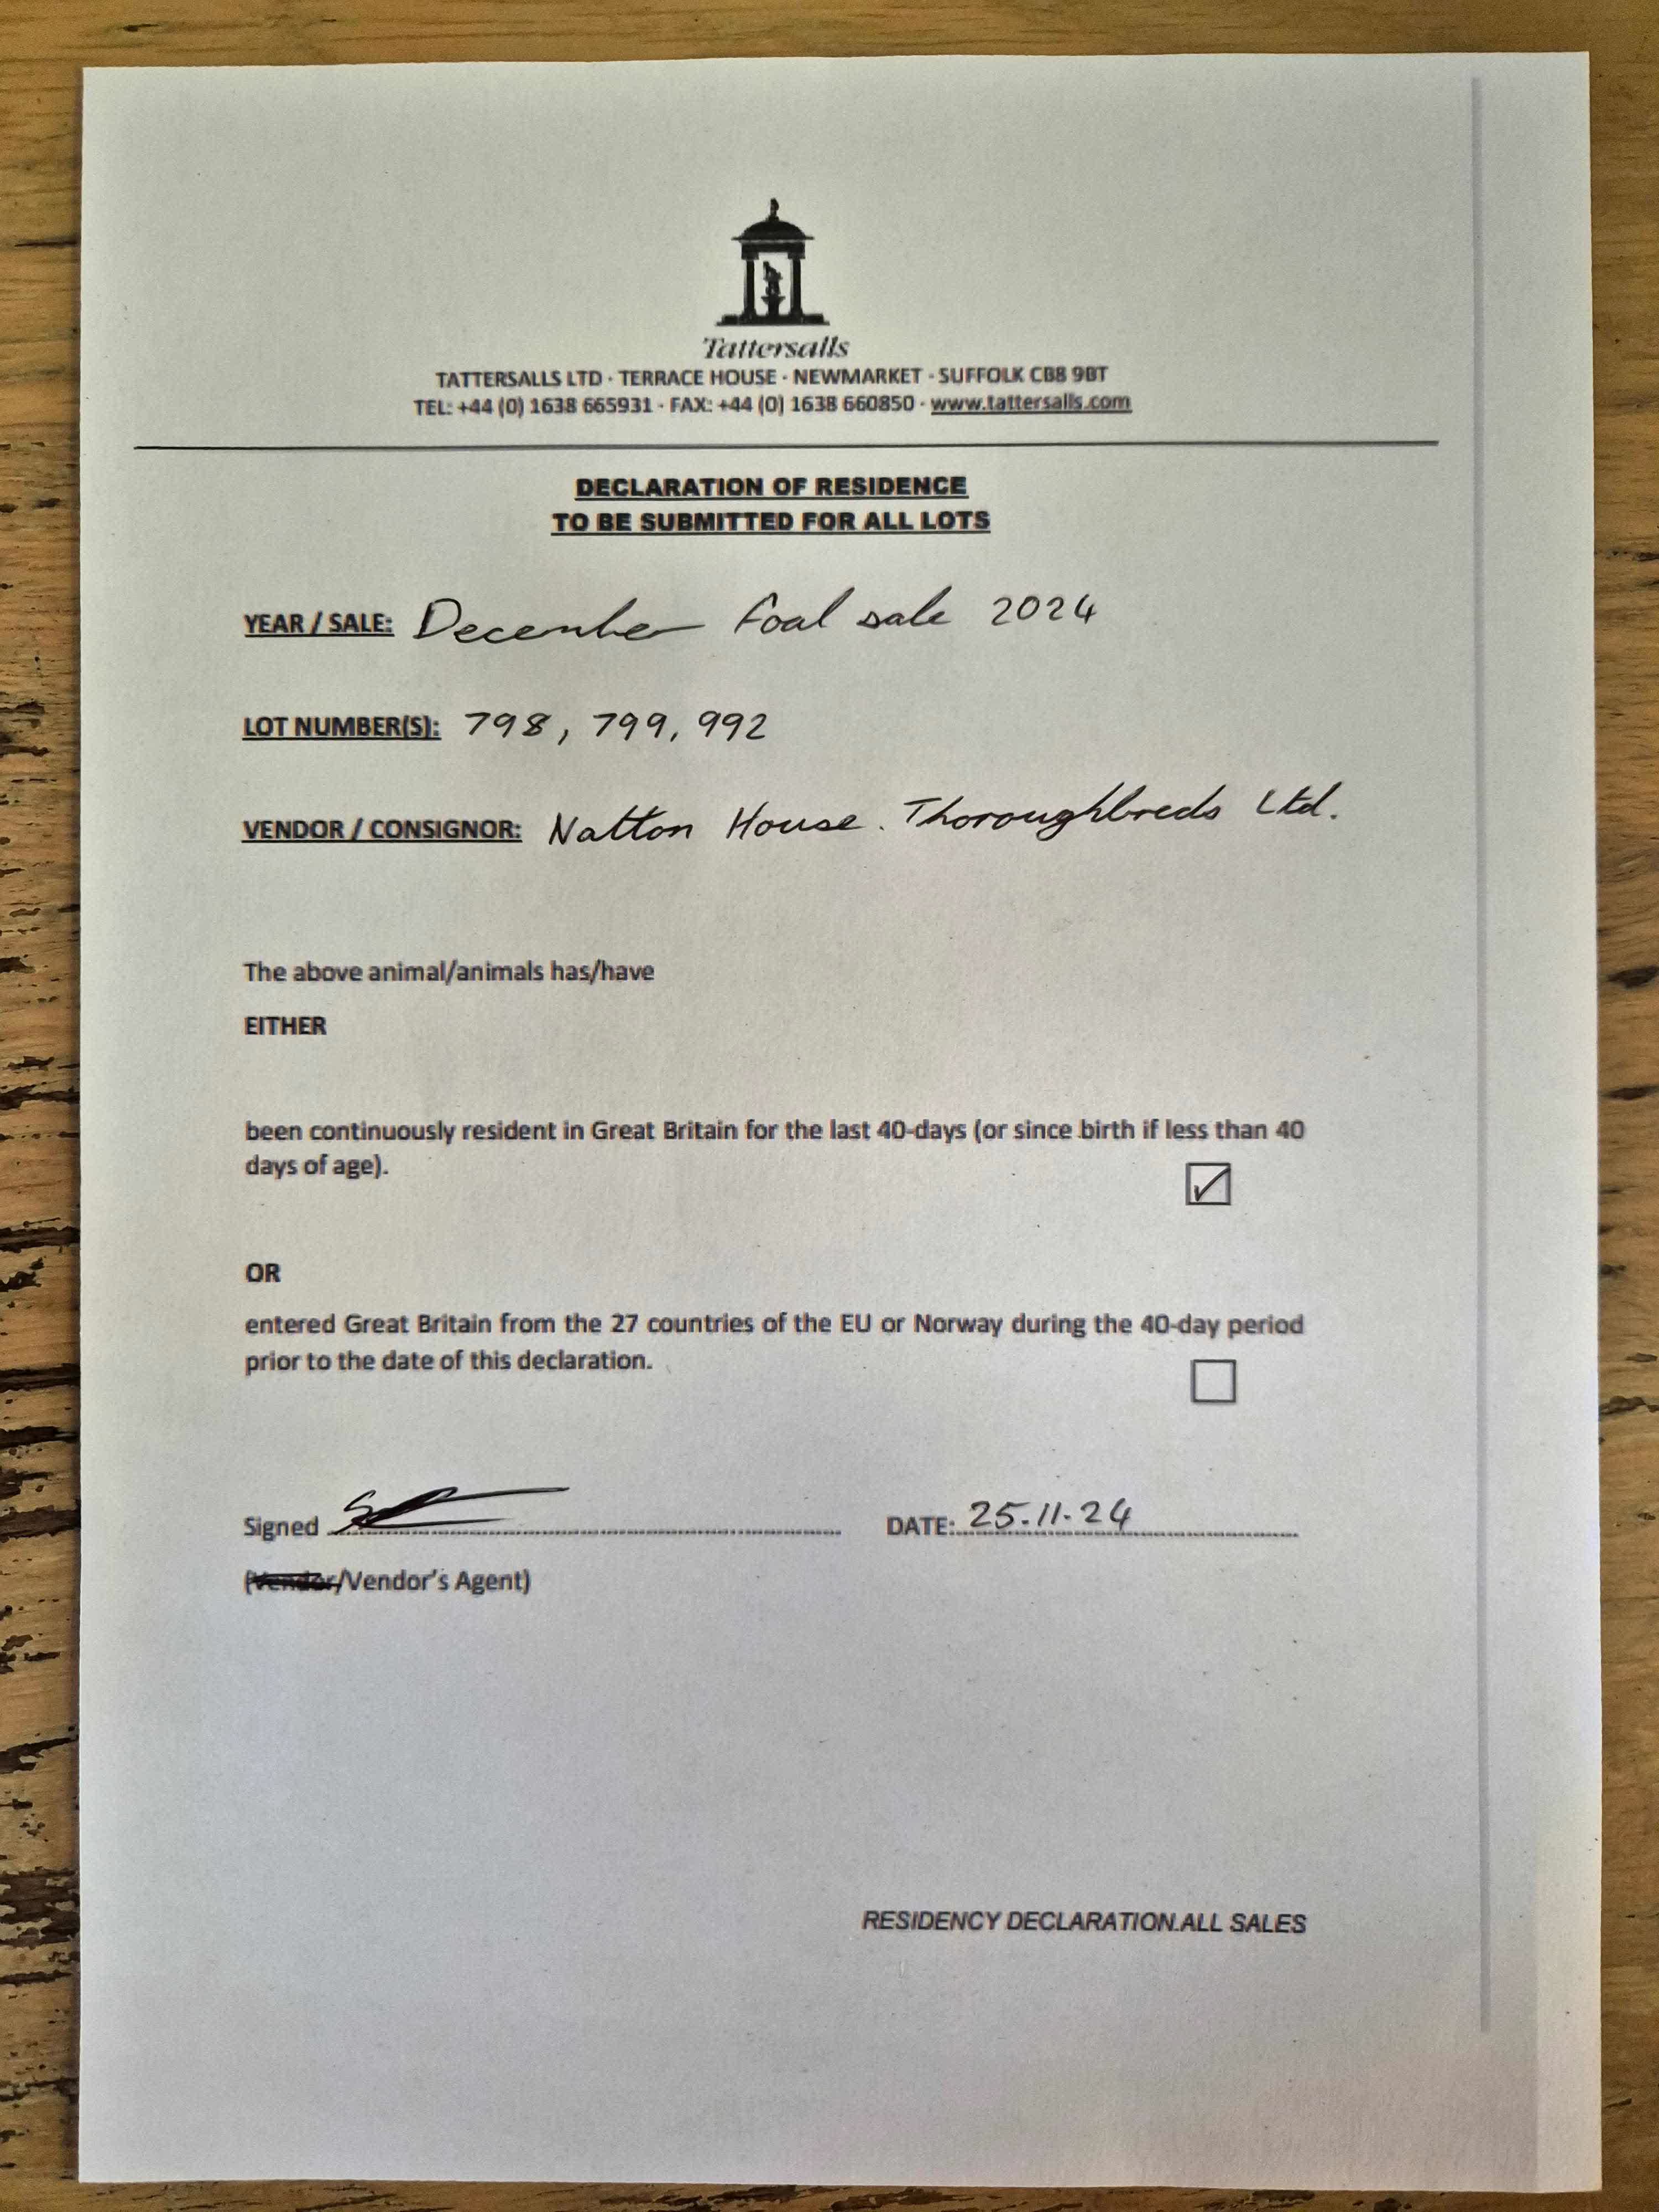 Tattersalls
TATTERSALLS LTD · TERRACE HOUSE · NEWMARKET · SUFFOLK CB8 9BT
TEL: +44 (0) 1638 665931 · FAX: +44 (0) 1638 660850 · www.tattersalls.com
DECLARATION OF RESIDENCE
TO BE SUBMITTED FOR ALL LOTS
YEAR / SALE: December foal sale 2024
LOT NUMBER(S): 798, 799, 992
VENDOR / CONSIGNOR: Natton House. Thoroughbreds Ltd.
The above animal/animals has/have
EITHER
been continuously resident in Great Britain for the last 40-days (or since birth if less than 40
days of age).
OR
entered Great Britain from the 27 countries of the EU or Norway during the 40-day period
prior to the date of this declaration.
Signed DATE: 25.11.24
(Vendor/Vendor's Agent)
RESIDENCY DECLARATION.ALL SALES